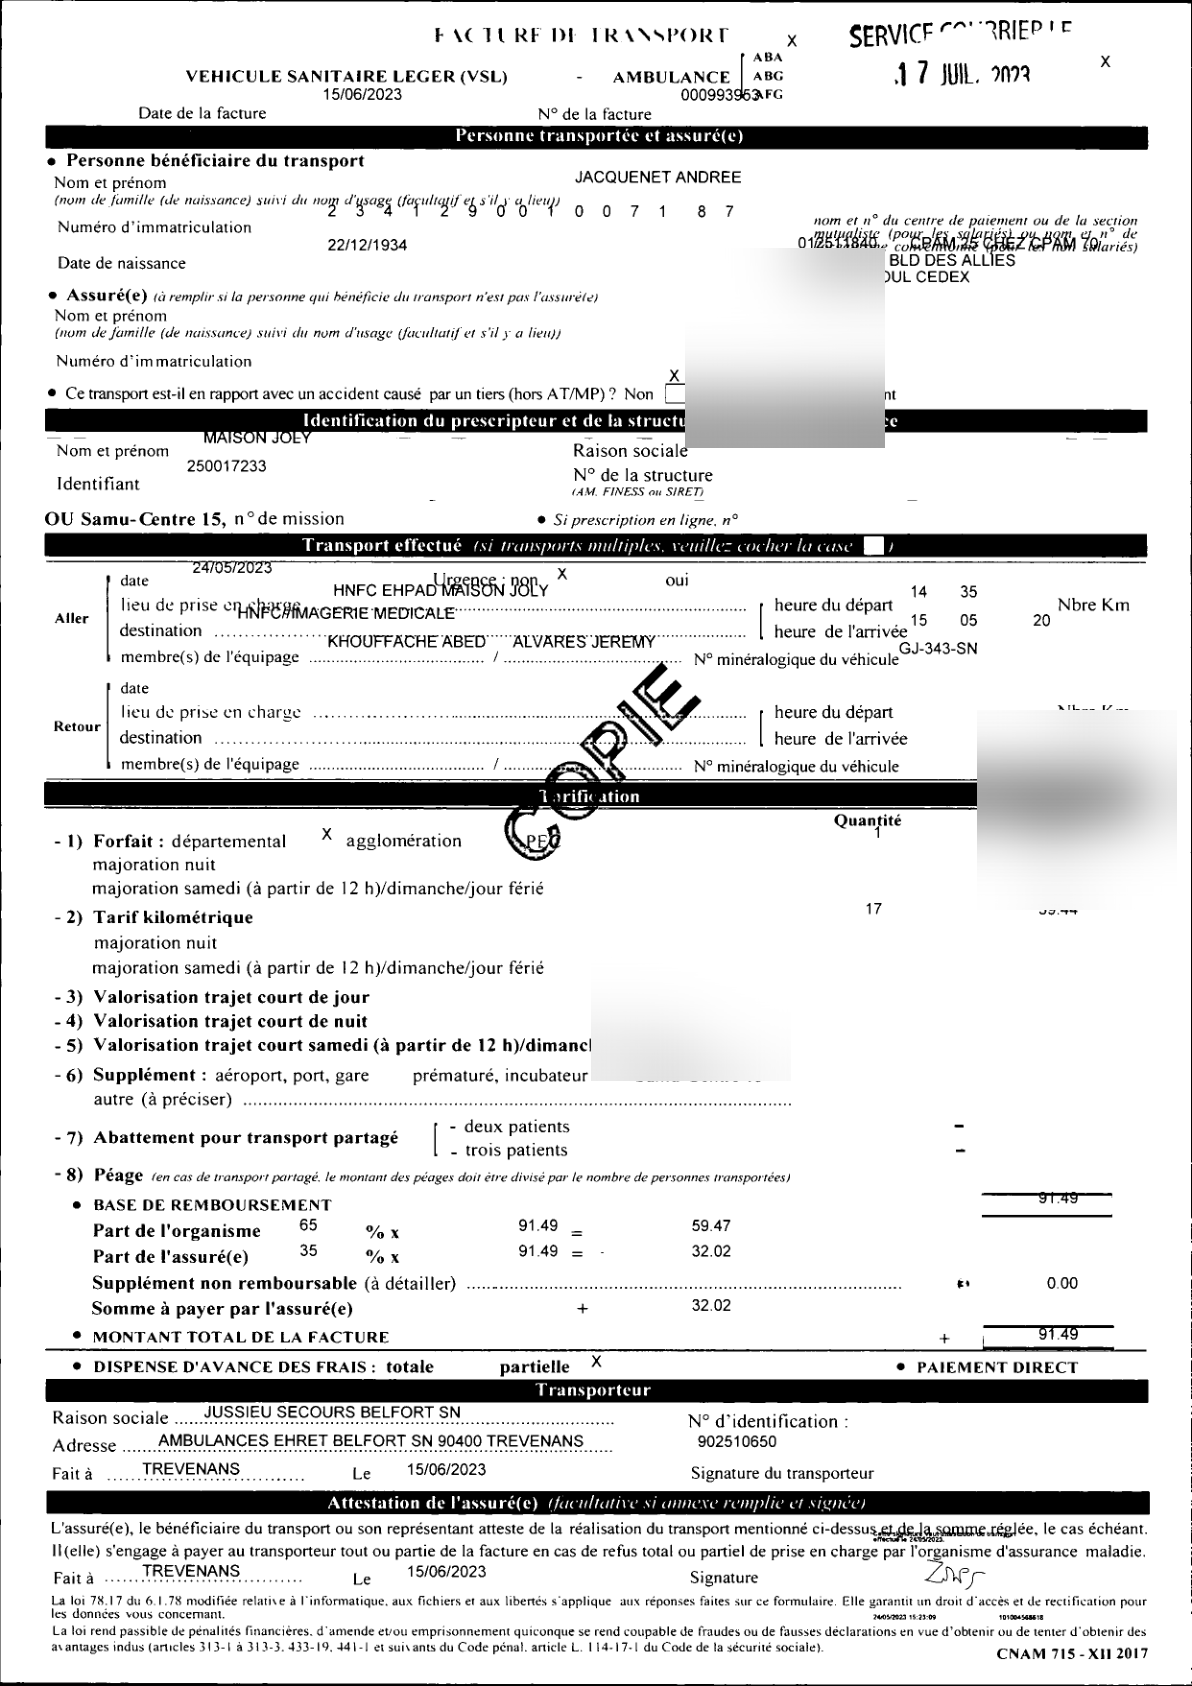 FACTURE DE TRANSPORT
X
SERVICE COURRIER LE
17 JUIL. 2023
X
VEHICULE SANITAIRE LEGER (VSL) - AMBULANCE
ABA
ABG
AFG
15/06/2023
000993953
Date de la facture
N° de la facture
Personne transportée et assuré(e)
• Personne bénéficiaire du transport
Nom et prénom
JACQUENET ANDREE
(nom de famille (de naissance) suivi du nom d'usage (facultatif et s'il y a lieu))
2 3 4 1 2 9 0 0 1 0 0 7 1 8 7
Numéro d'immatriculation
nom et n° du centre de paiement ou de la section
mutualiste (pour les salariés) ou nom et n° de
conventionné (pour les non salariés)
22/12/1934
012511840 CPAM 25 CHEZ CPAM 70
Date de naissance
BLD DES ALLIES
OUL CEDEX
• Assuré(e) (à remplir si la personne qui bénéficie du transport n'est pas l'assuré(e)
Nom et prénom
(nom de famille (de naissance) suivi du nom d'usage (facultatif et s'il y a lieu))
Numéro d'immatriculation
X
• Ce transport est-il en rapport avec un accident causé par un tiers (hors AT/MP) ? Non
nt
Identification du prescripteur et de la structu
ce
MAISON JOLY
Nom et prénom
Raison sociale
250017233
Identifiant
N° de la structure
(AM, FINESS ou SIRET)
OU Samu-Centre 15, n° de mission
• Si prescription en ligne, n°
Transport effectué (si transports multiples, veuillez cocher la case )
Aller
24/05/2023
date
Urgence : non X oui
HNFC EHPAD MAISON JOLY
lieu de prise en charge
heure du départ 14 35
Nbre Km
HNFC/IMAGERIE MEDICALE
destination
heure de l'arrivée 15 05
20
KHOUFFACHE ABED ALVARES JEREMY
membre(s) de l'équipage /
N° minéralogique du véhicule GJ-343-SN
Retour
date
lieu de prise en charge
heure du départ
Nbre Km
destination
heure de l'arrivée
membre(s) de l'équipage /
N° minéralogique du véhicule
COPIE
Tarification
Quantité
- 1) Forfait : départemental X agglomération PEC
1
majoration nuit
majoration samedi (à partir de 12 h)/dimanche/jour férié
- 2) Tarif kilométrique
17
39.44
majoration nuit
majoration samedi (à partir de 12 h)/dimanche/jour férié
- 3) Valorisation trajet court de jour
- 4) Valorisation trajet court de nuit
- 5) Valorisation trajet court samedi (à partir de 12 h)/dimancl
- 6) Supplément : aéroport, port, gare prématuré, incubateur
autre (à préciser)
- 7) Abattement pour transport partagé
- deux patients -
- trois patients -
- 8) Péage (en cas de transport partagé, le montant des péages doit être divisé par le nombre de personnes transportées)
• BASE DE REMBOURSEMENT 91.49
Part de l'organisme 65 % x 91.49 = 59.47
Part de l'assuré(e) 35 % x 91.49 = 32.02
Supplément non remboursable (à détailler) 0.00
Somme à payer par l'assuré(e) + 32.02
• MONTANT TOTAL DE LA FACTURE + 91.49
• DISPENSE D'AVANCE DES FRAIS : totale partielle X
• PAIEMENT DIRECT
Transporteur
Raison sociale JUSSIEU SECOURS BELFORT SN
N° d'identification :
Adresse AMBULANCES EHRET BELFORT SN 90400 TREVENANS
902510650
Fait à TREVENANS Le 15/06/2023
Signature du transporteur
Attestation de l'assuré(e) (facultative si annexe remplie et signée)
L'assuré(e), le bénéficiaire du transport ou son représentant atteste de la réalisation du transport mentionné ci-dessus et de la somme réglée, le cas échéant.
Il(elle) s'engage à payer au transporteur tout ou partie de la facture en cas de refus total ou partiel de prise en charge par l'organisme d'assurance maladie.
Fait à TREVENANS Le 15/06/2023
Signature
La loi 78.17 du 6.1.78 modifiée relative à l'informatique, aux fichiers et aux libertés s'applique aux réponses faites sur ce formulaire. Elle garantit un droit d'accès et de rectification pour
les données vous concernant.
24/05/2023 15:23:09 101004568618
La loi rend passible de pénalités financières, d'amende et/ou emprisonnement quiconque se rend coupable de fraudes ou de fausses déclarations en vue d'obtenir ou de tenter d'obtenir des
avantages indus (articles 313-1 à 313-3, 433-19, 441-1 et suivants du Code pénal, article L. 114-17-1 du Code de la sécurité sociale).
CNAM 715 - XII 2017